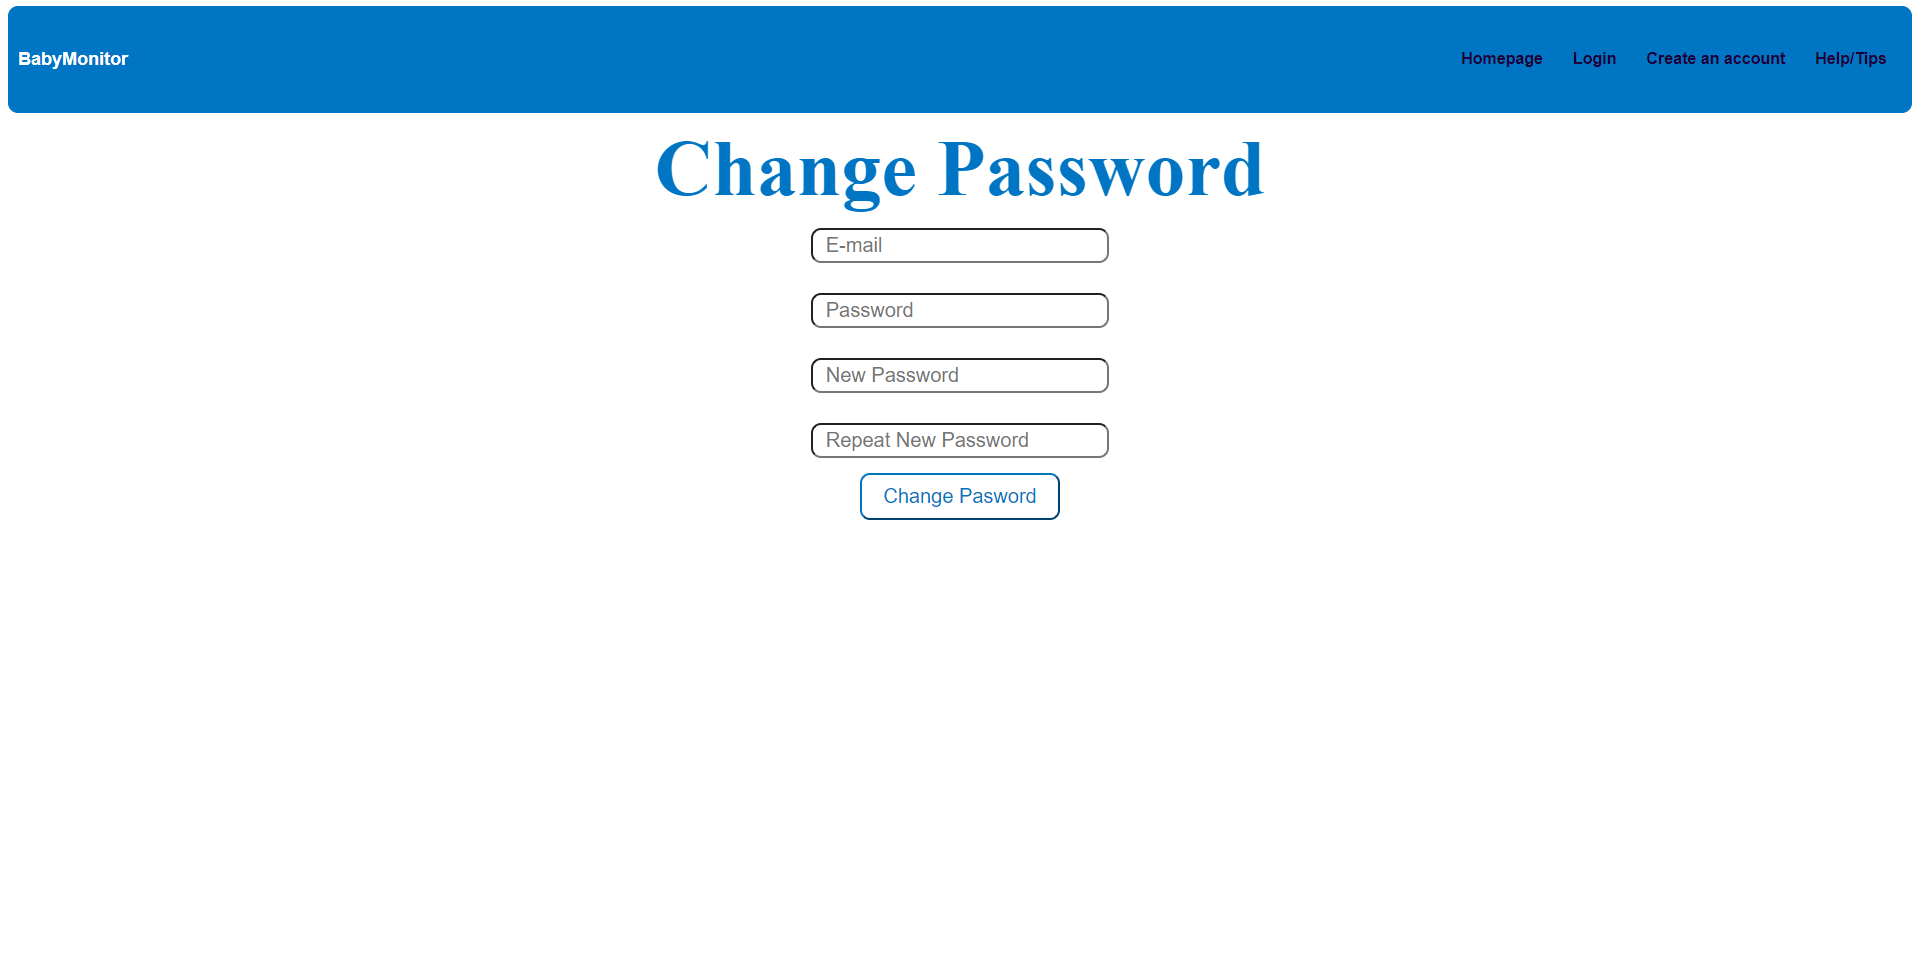 BabyMonitor Homepage Login Create an account Help/Tips
Change Password
E-mail
Password
New Password
Repeat New Password
Change Pasword